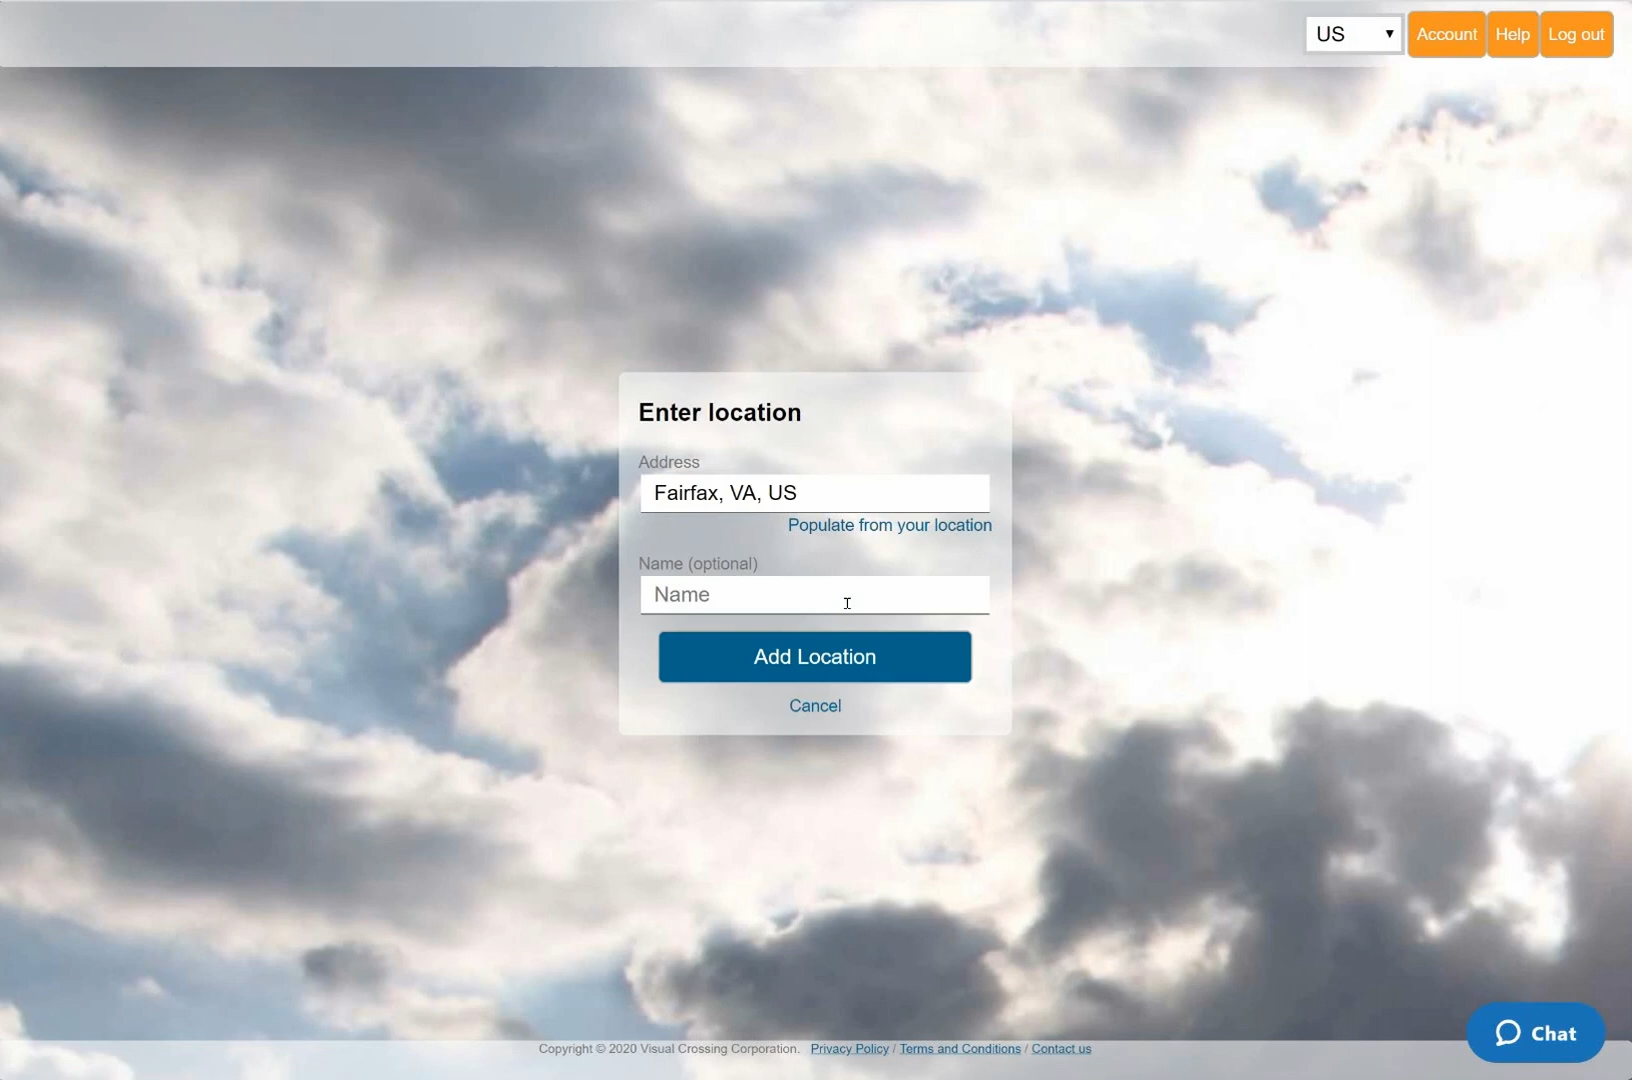 US
Account
Help
Log out
Enter location
Address
Fairfax, VA, US
Populate from your location
Name (optional)
Name
Add Location
Cancel
Copyright © 2020 Visual Crossing Corporation. Privacy Policy / Terms and Conditions / Contact us
Chat